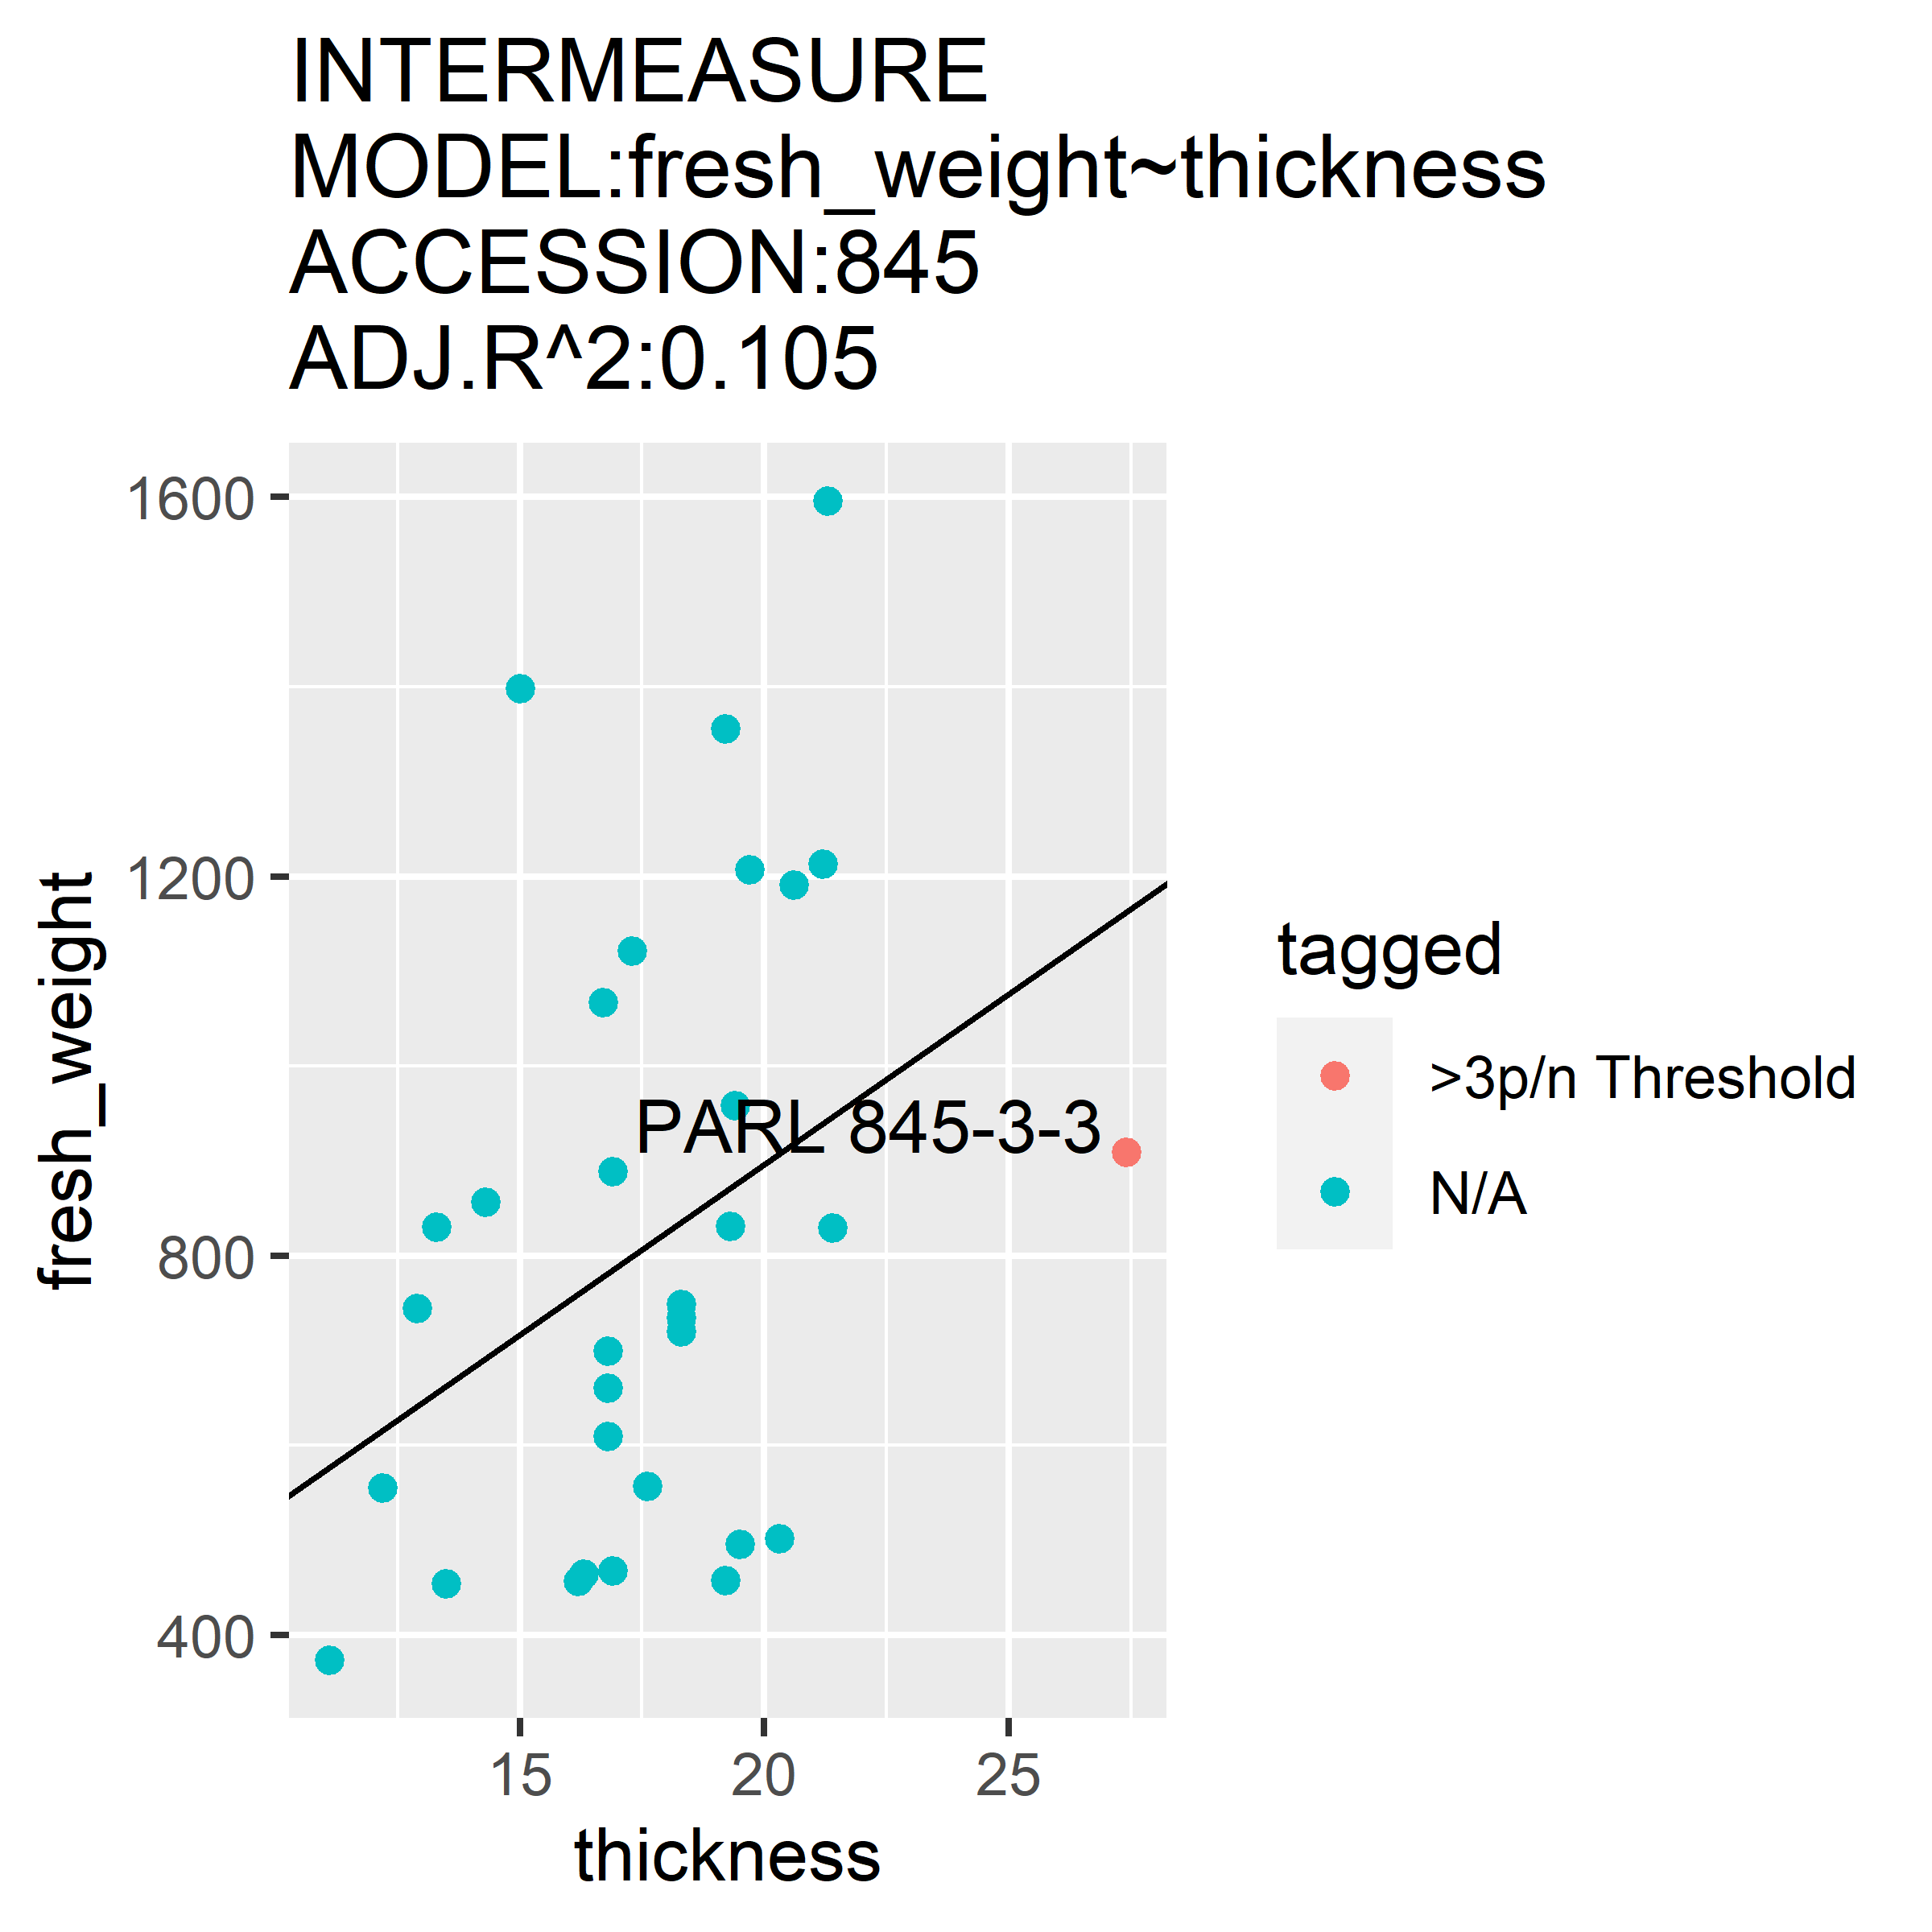 INTERMEASURE
MODEL:fresh_weight~thickness
ACCESSION:845
ADJ.R^2:0.105
1600
1200
800
400
fresh_weight
PARL 845-3-3
15 20 25
thickness
tagged
>3p/n Threshold
N/A